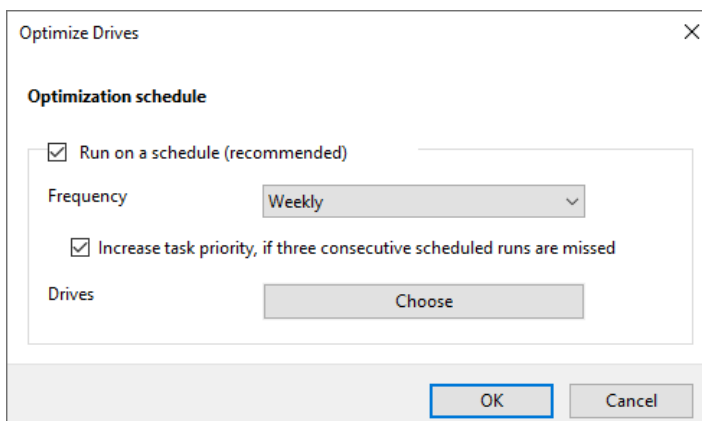 Optimize Drives
Optimization schedule
Run on a schedule (recommended)
Frequency
Weekly
Increase task priority, if three consecutive scheduled runs are missed
Drives
Choose
OK
Cancel